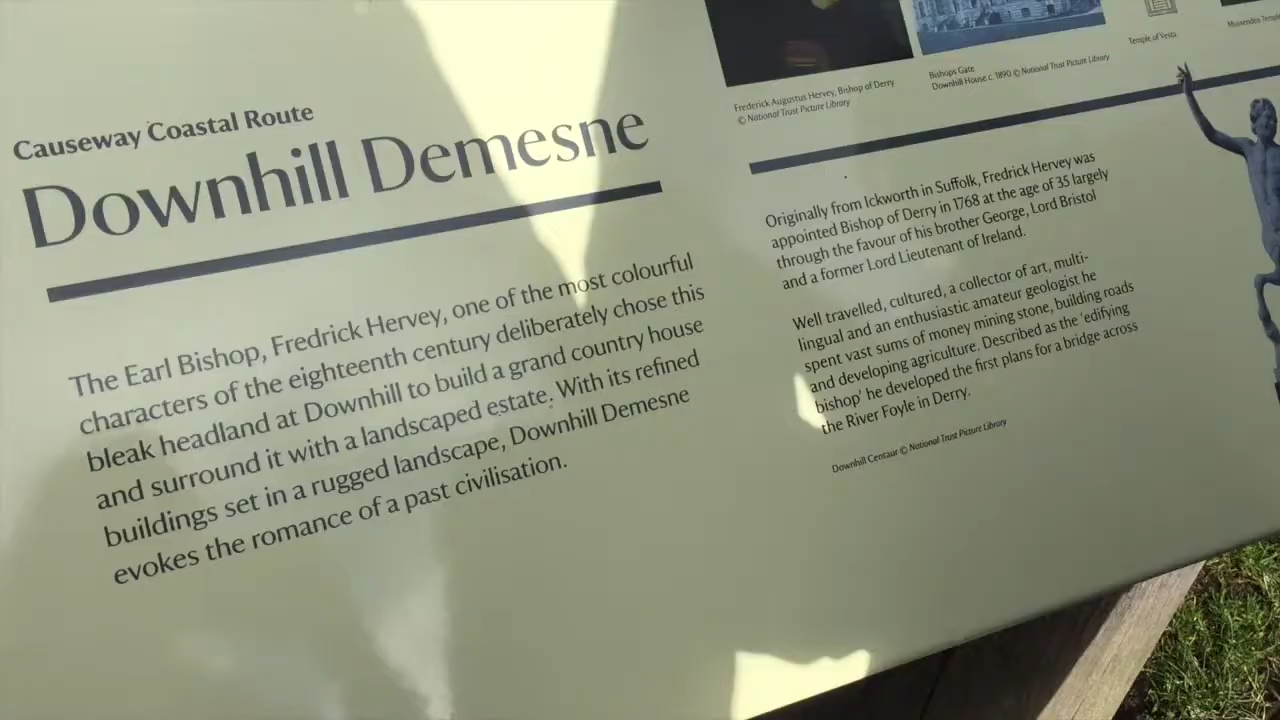 Causeway Coastal Route
Downhill Demesne
The Earl Bishop, Fredrick Hervey, one of the most colourful
characters of the eighteenth century deliberately chose this
bleak headland at Downhill to build a grand country house
and surround it with a landscaped estate. With its refined
buildings set in a rugged landscape, Downhill Demesne
evokes the romance of a past civilisation.
Frederick Augustus Hervey, Bishop of Derry
© National Trust Picture Library
Bishops Gate
Downhill House c. 1890 © National Trust Picture Library
Temple of Vesta
Mussenden Temple
Originally from Ickworth in Suffolk, Fredrick Hervey was
appointed Bishop of Derry in 1768 at the age of 35 largely
through the favour of his brother George, Lord Bristol
and a former Lord Lieutenant of Ireland.
Well travelled, cultured, a collector of art, multi-
lingual and an enthusiastic amateur geologist he
spent vast sums of money mining stone, building roads
and developing agriculture. Described as the 'edifying
bishop' he developed the first plans for a bridge across
the River Foyle in Derry.
Downhill Centaur © National Trust Picture Library